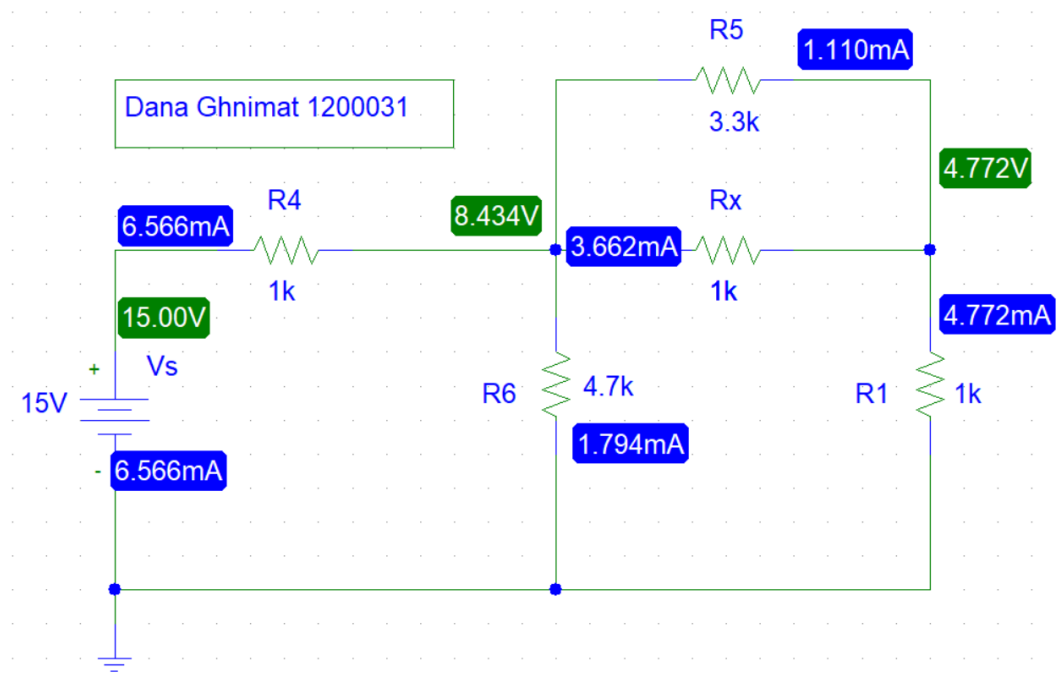 R5
1.110mA
Dana Ghnimat 1200031
3.3k
4.772V
R4
Rx
6.566mA
8.434V
3.662mA
1k
1k
15.00V
4.772mA
+
Vs
15V
R6
4.7k
R1
1k
1.794mA
-
6.566mA